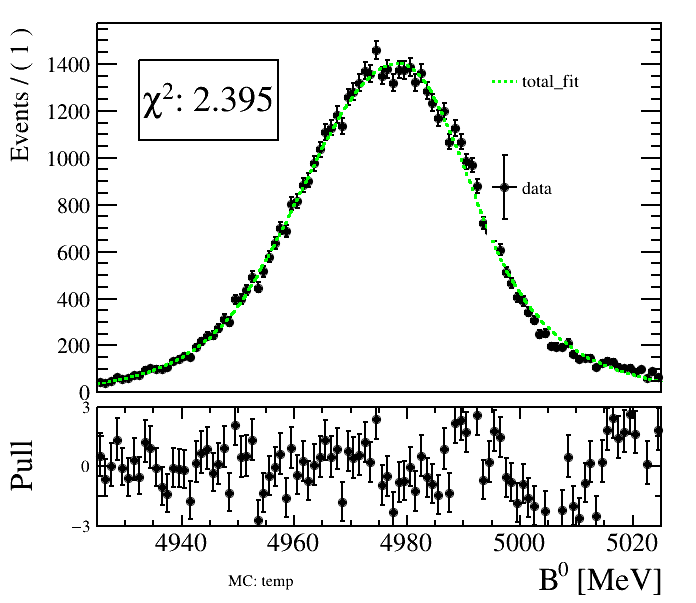 Events / ( 1 )
1400
1200
1000
800
600
400
200
0
χ²: 2.395
total_fit
data
Pull
3
0
−3
4940 4960 4980 5000 5020
MC: temp
B⁰ [MeV]